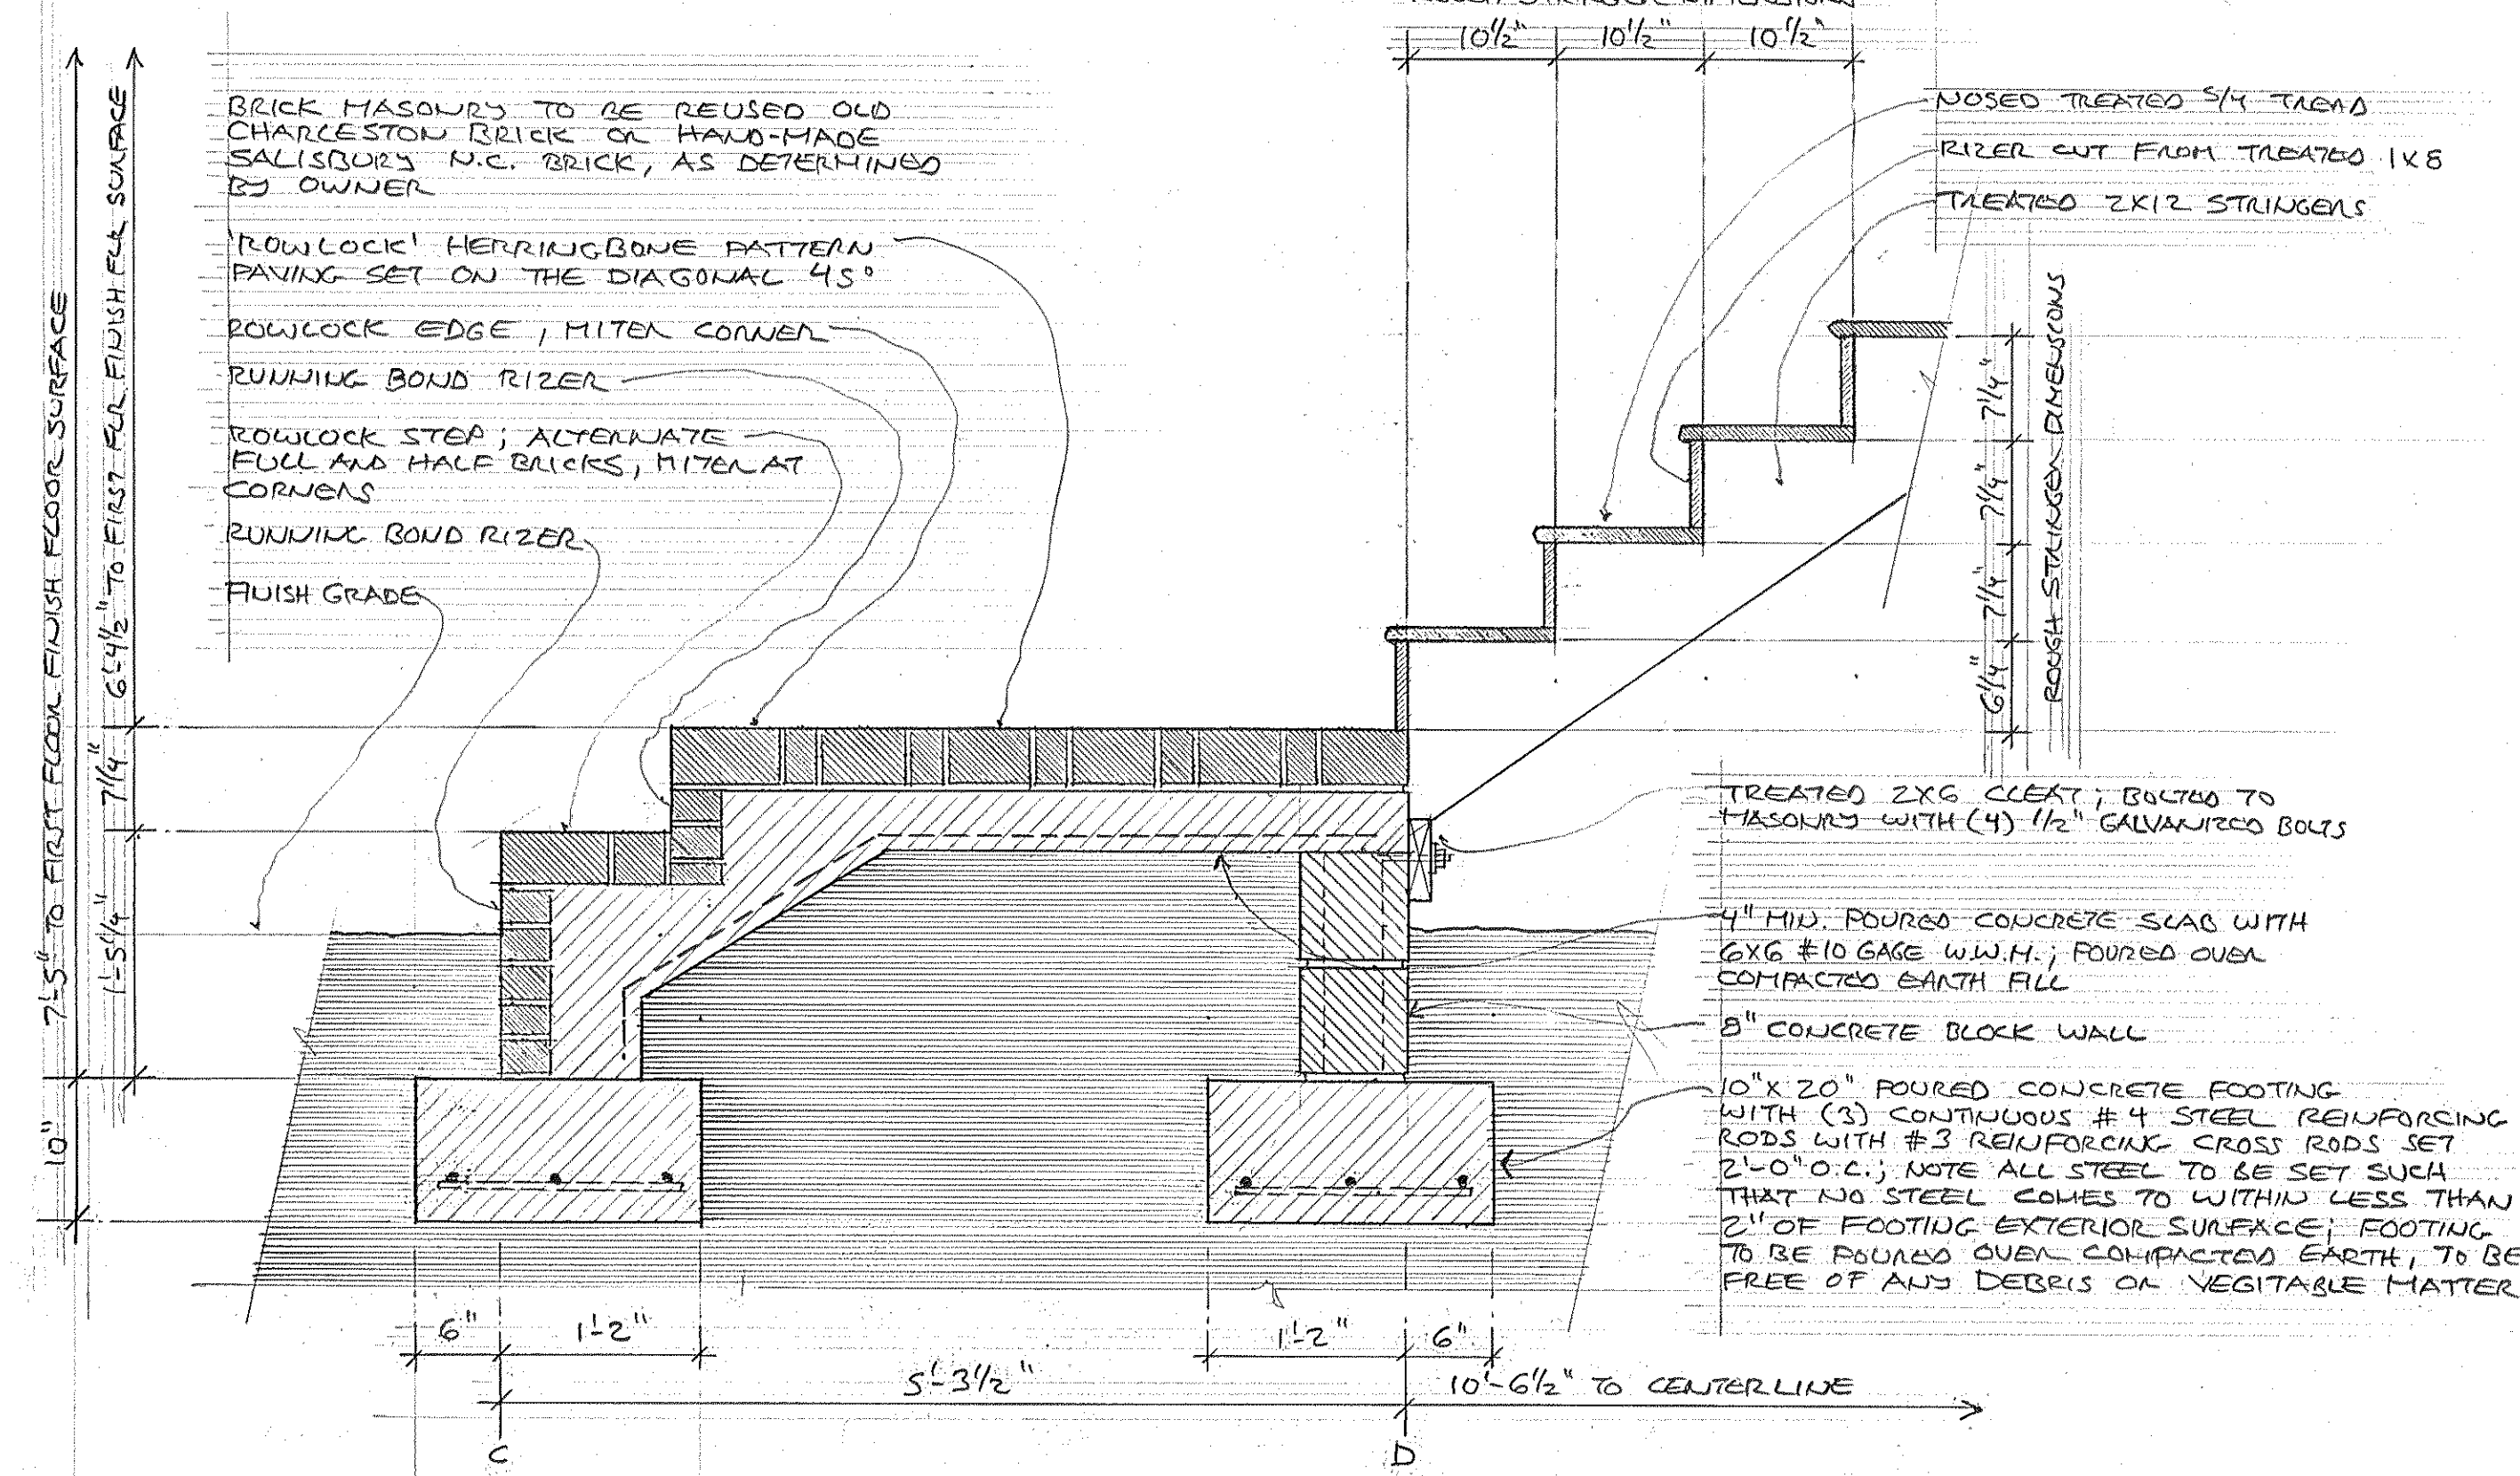 10½" 10½" 10½"
BRICK MASONRY TO BE REUSED OLD
CHARLESTON BRICK OR HAND-MADE
SALISBURY N.C. BRICK, AS DETERMINED
BY OWNER
'ROWLOCK' HERRINGBONE PATTERN
PAVING SET ON THE DIAGONAL 45°
ROWLOCK EDGE, MITER CORNER
RUNNING BOND RIZER
ROWLOCK STEP; ALTERNATE
FULL AND HALF BRICKS, MITER AT
CORNERS
RUNNING BOND RIZER
FINISH GRADE
NOSED TREATED 5/4 TREAD
RIZER CUT FROM TREATED 1X8
TREATED 2X12 STRINGERS
7'-5" TO FIRST FLOOR FINISH FLOOR SURFACE
10"
6'-4½" TO FIRST FLR. FINISH FLR. SURFACE
7¼"
1'-5¼"
6¼" 7¼" 7¼" 7¼"
ROUGH STRINGER DIMENSIONS
TREATED 2X6 CLEAT; BOLTED TO
MASONRY WITH (4) 1/2" GALVANIZED BOLTS
4" MIN. POURED CONCRETE SLAB WITH
6X6 #10 GAGE W.W.M.; POURED OVER
COMPACTED EARTH FILL
8" CONCRETE BLOCK WALL
10" X 20" POURED CONCRETE FOOTING
WITH (3) CONTINUOUS #4 STEEL REINFORCING
RODS WITH #3 REINFORCING CROSS RODS SET
2'-0" O.C.; NOTE ALL STEEL TO BE SET SUCH
THAT NO STEEL COMES TO WITHIN LESS THAN
2" OF FOOTING EXTERIOR SURFACE; FOOTING
TO BE POURED OVER COMPACTED EARTH, TO BE
FREE OF ANY DEBRIS OR VEGITABLE MATTER
6" 1'-2" 1'-2" 6"
5'-3½" 10'-6½" TO CENTERLINE
C D